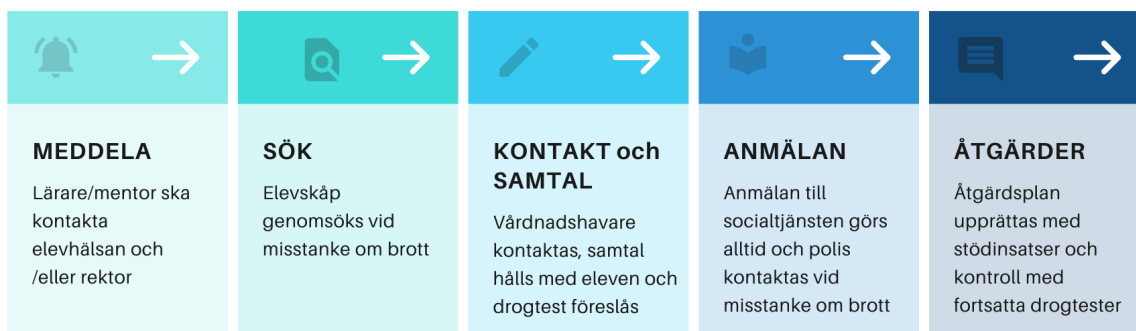 MEDDELA
Lärare/mentor ska
kontakta
elevhälsan och
/eller rektor
SÖK
Elevskåp
genomsöks vid
misstanke om brott
KONTAKT och
SAMTAL
Vårdnadshavare
kontaktas, samtal
hålls med eleven och
drogtest föreslås
ANMÄLAN
Anmälan till
socialtjänsten görs
alltid och polis
kontaktas vid
misstanke om brott
ÅTGÄRDER
Åtgärdsplan
upprättas med
stödinsatser och
kontroll med
fortsatta drogtester